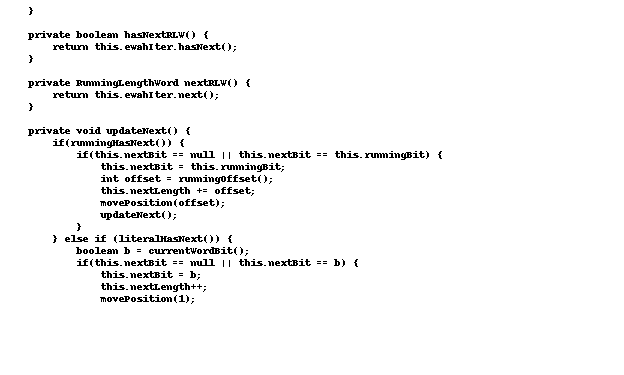 }

private boolean hasNextRLW() {
    return this.ewahIter.hasNext();
}

private RunningLengthWord nextRLW() {
    return this.ewahIter.next();
}

private void updateNext() {
    if(runningHasNext()) {
        if(this.nextBit == null || this.nextBit == this.runningBit) {
            this.nextBit = this.runningBit;
            int offset = runningOffset();
            this.nextLength += offset;
            movePosition(offset);
            updateNext();
        }
    } else if (literalHasNext()) {
        boolean b = currentWordBit();
        if(this.nextBit == null || this.nextBit == b) {
            this.nextBit = b;
            this.nextLength++;
            movePosition(1);